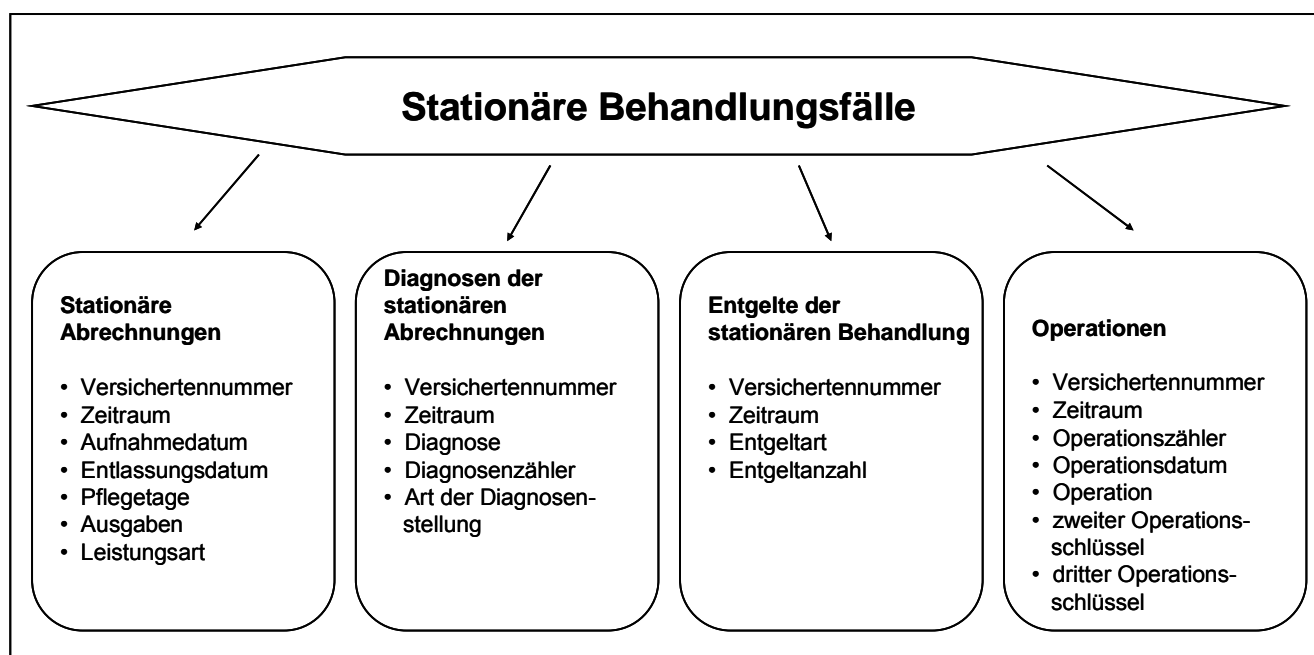 Stationäre Behandlungsfälle
Stationäre
Abrechnungen
• Versichertennummer
• Zeitraum
• Aufnahmedatum
• Entlassungsdatum
• Pflegetage
• Ausgaben
• Leistungsart
Diagnosen der
stationären
Abrechnungen
• Versichertennummer
• Zeitraum
• Diagnose
• Diagnosenzähler
• Art der Diagnosen-
stellung
Entgelte der
stationären Behandlung
• Versichertennummer
• Zeitraum
• Entgeltart
• Entgeltanzahl
Operationen
• Versichertennummer
• Zeitraum
• Operationszähler
• Operationsdatum
• Operation
• zweiter Operations-
schlüssel
• dritter Operations-
schlüssel